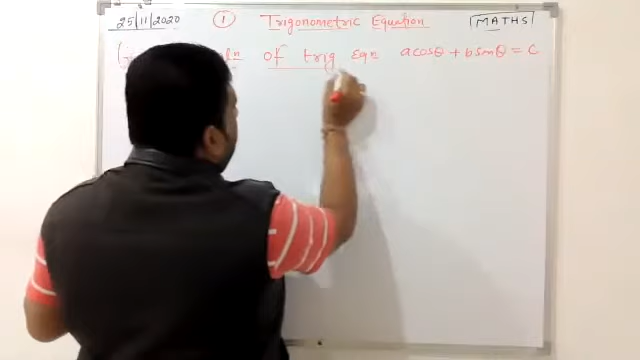 25/11/2020 ① Trigonometric Equation MATHS
of trig Eqn acosθ + bsinθ = c